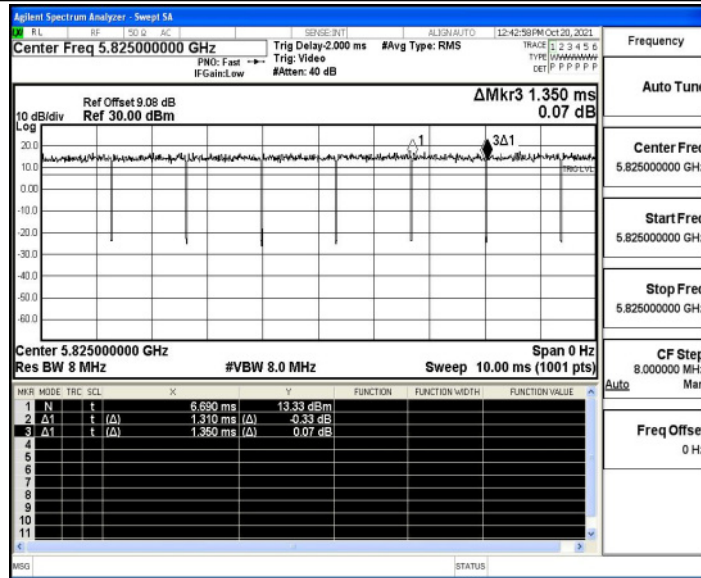 Agilent Spectrum Analyzer - Swept SA
RL RF 50 Ω AC SENSE:INT ALIGNAUTO 12:42:58PM Oct 20, 2021
Center Freq 5.825000000 GHz
PNO: Fast
IFGain:Low
Trig Delay-2.000 ms
Trig: Video
#Atten: 40 dB
#Avg Type: RMS
TRACE 1 2 3 4 5 6
TYPE WWWWWW
DET P P P P P P
Ref Offset 9.08 dB
Ref 30.00 dBm
10 dB/div
Log
ΔMkr3 1.350 ms
0.07 dB
20.0
10.0
0.00
-10.0
-20.0
-30.0
-40.0
-50.0
-60.0
1
3Δ1
TRIG LVL
Center 5.825000000 GHz Span 0 Hz
Res BW 8 MHz #VBW 8.0 MHz Sweep 10.00 ms (1001 pts)
MKR MODE TRC SCL X Y FUNCTION FUNCTION WIDTH FUNCTION VALUE
1 N t 6.690 ms 13.33 dBm
2 Δ1 t (Δ) 1.310 ms (Δ) -0.33 dB
3 Δ1 t (Δ) 1.350 ms (Δ) 0.07 dB
4
5
6
7
8
9
10
11
MSG STATUS
Frequency
Auto Tune
Center Freq
5.825000000 GHz
Start Freq
5.825000000 GHz
Stop Freq
5.825000000 GHz
CF Step
8.000000 MHz
Auto Man
Freq Offset
0 Hz